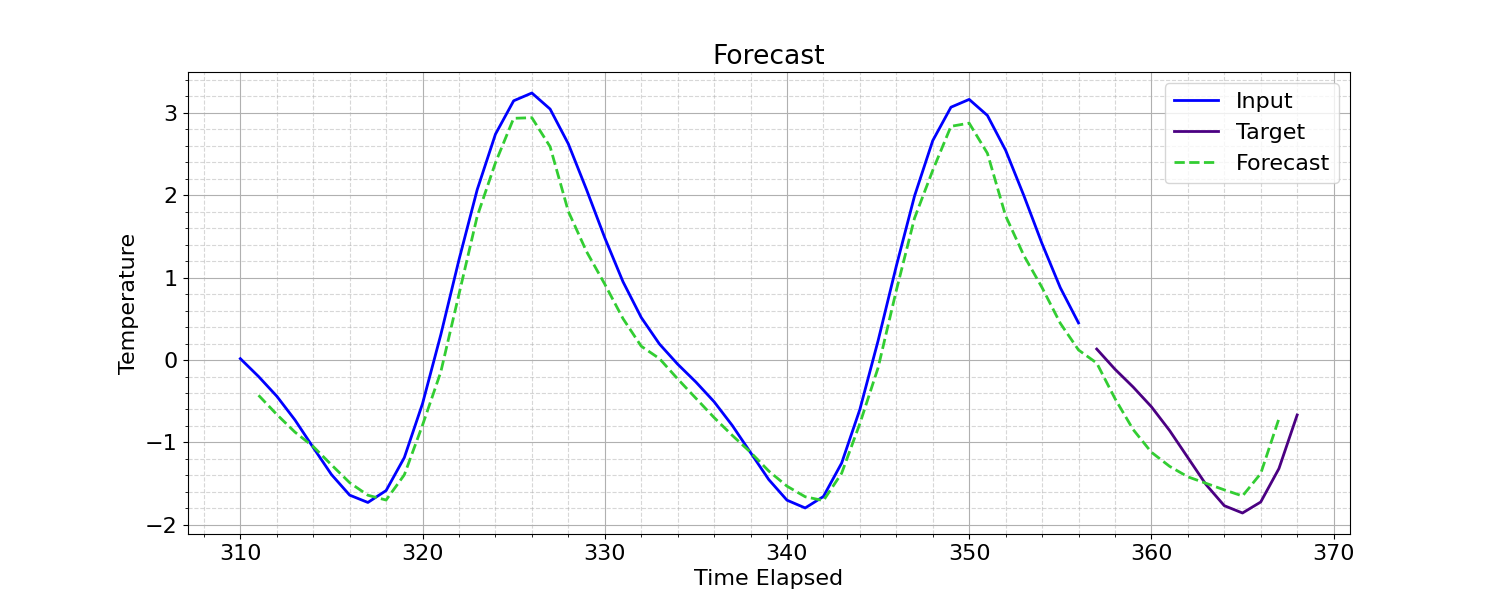 Forecast
Temperature
3
2
1
0
−1
−2
Input
Target
Forecast
310 320 330 340 350 360 370
Time Elapsed